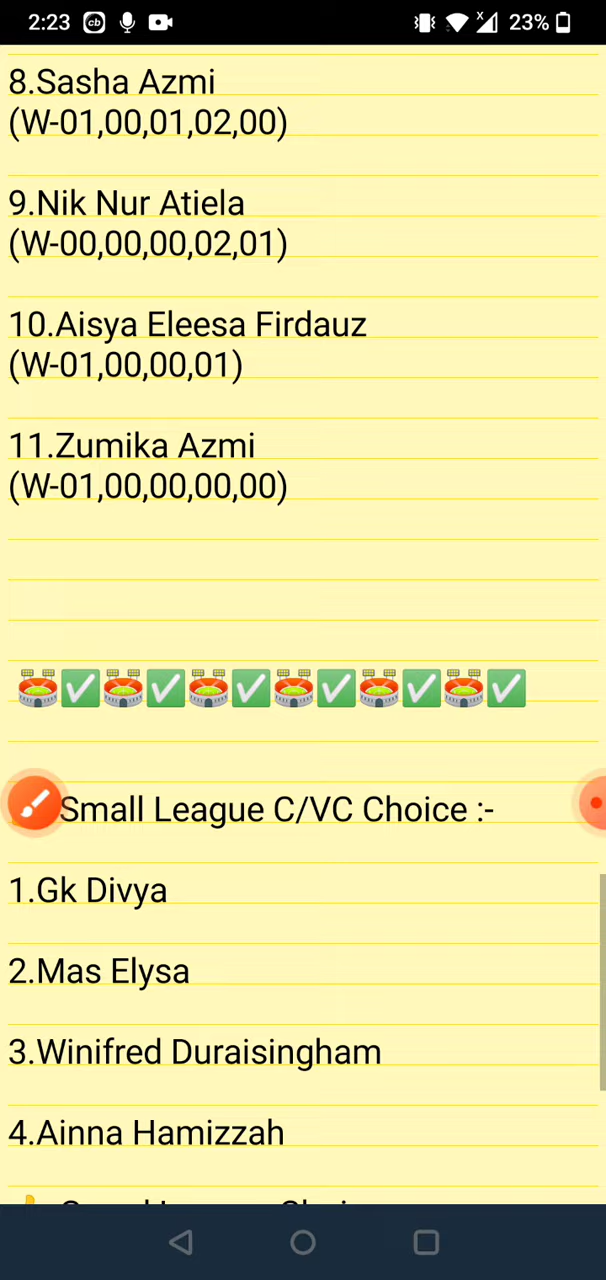 2:23
cb
x
23%
8.Sasha Azmi
(W-01,00,01,02,00)
9.Nik Nur Atiela
(W-00,00,00,02,01)
10.Aisya Eleesa Firdauz
(W-01,00,00,01)
11.Zumika Azmi
(W-01,00,00,00,00)
Small League C/VC Choice :-
1.Gk Divya
2.Mas Elysa
3.Winifred Duraisingham
4.Ainna Hamizzah